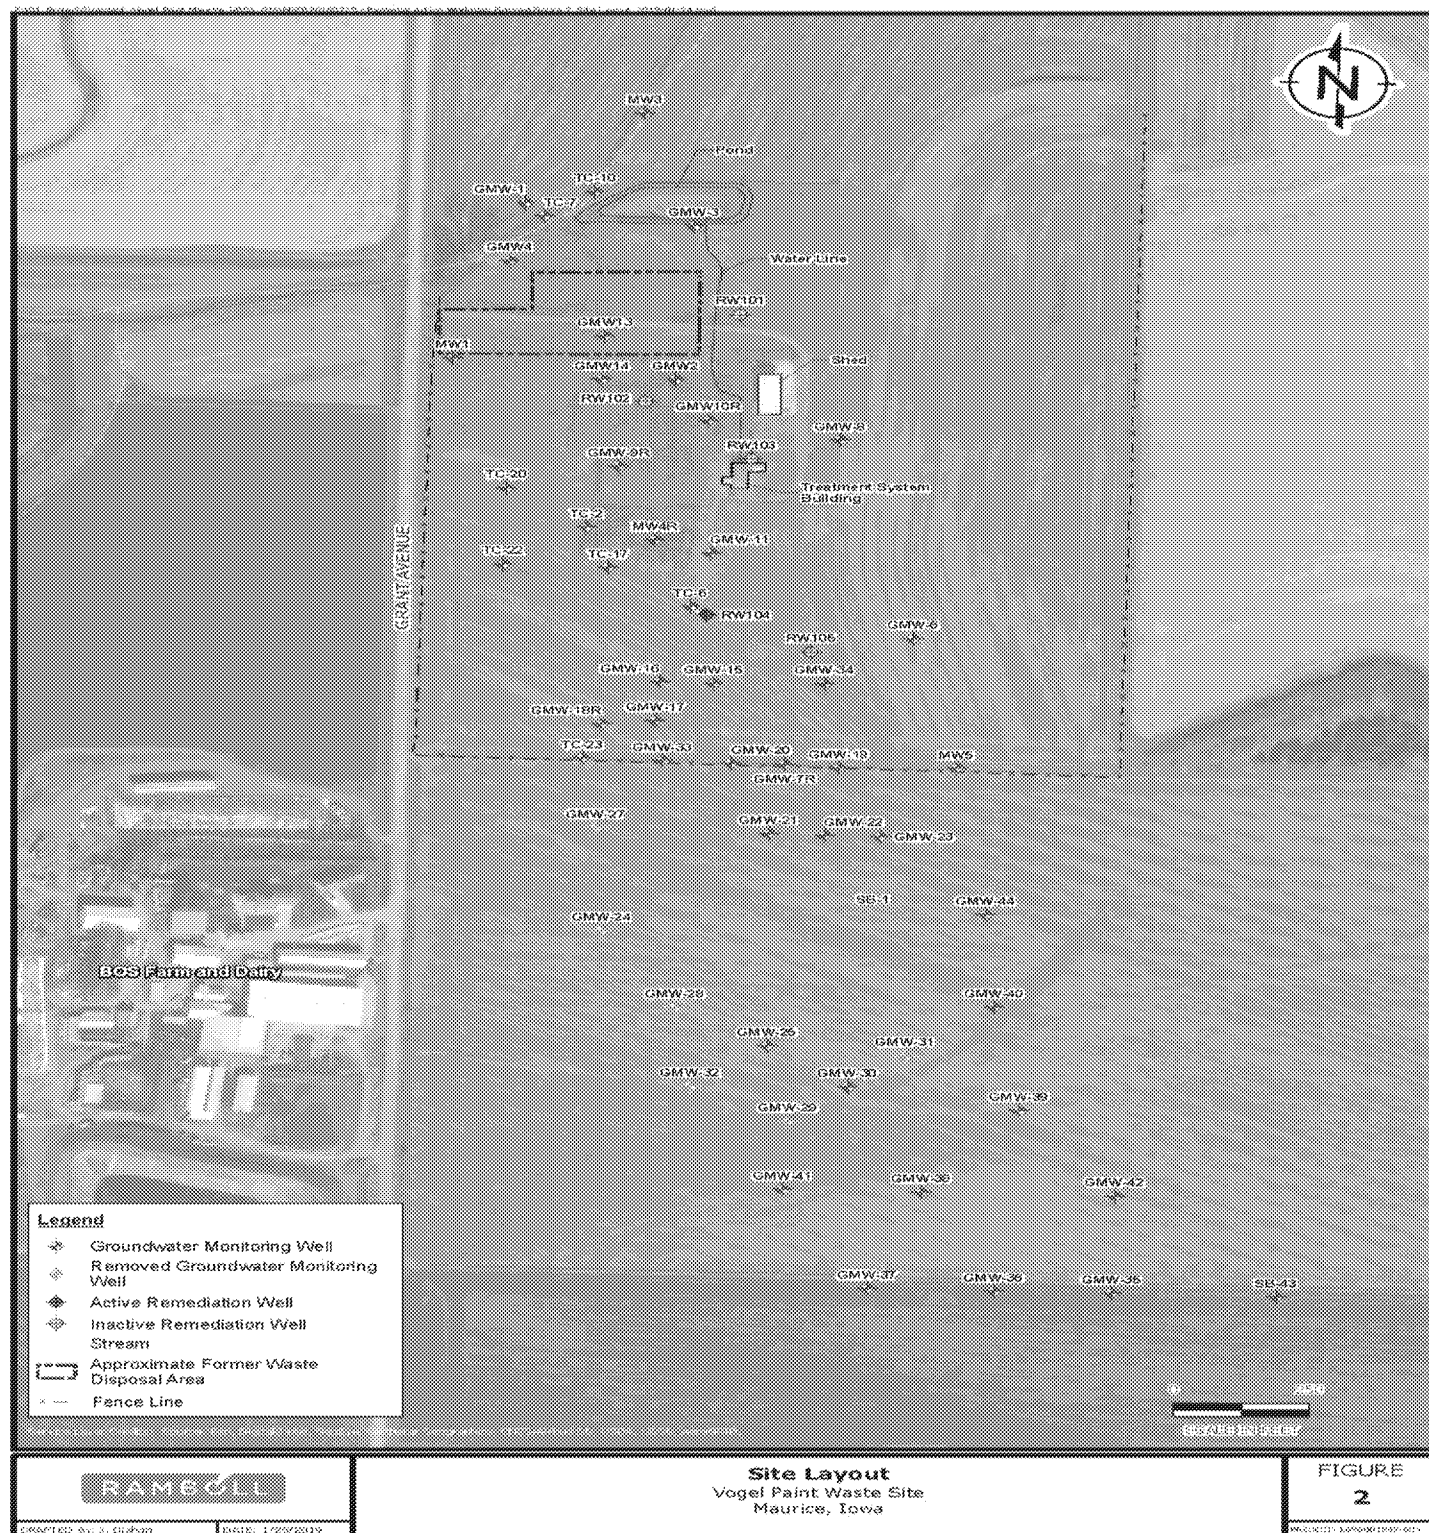 MW3
Pond
TC-10
GMW-1
TC-7
GMW-3
GMW4
Water Line
RW101
GMW13
MW1
Shed
GMW14
GMW2
RW102
GMW10R
GMW-8
RW103
GMW-9R
TC-20
Treatment System
Building
TC-2
MW4R
GMW-11
TC-22
TC-17
GRANT AVENUE
TC-6
RW104
GMW-6
RW105
GMW-16
GMW-15
GMW-34
GMW-18R
GMW-17
TC-23
GMW-33
GMW-20
GMW-19
MW5
GMW-7R
GMW-27
GMW-21
GMW-22
GMW-23
SB-1
GMW-44
GMW-24
BOS Farm and Dairy
GMW-28
GMW-40
GMW-25
GMW-31
GMW-32
GMW-30
GMW-29
GMW-39
GMW-41
GMW-38
GMW-42
GMW-37
GMW-36
GMW-35
SB-43
N
Legend
Groundwater Monitoring Well
Removed Groundwater Monitoring
Well
Active Remediation Well
Inactive Remediation Well
Stream
Approximate Former Waste
Disposal Area
Fence Line
0
SCALE IN FEET
RAMBOLL
Site Layout
Vogel Paint Waste Site
Maurice, Iowa
FIGURE
2
DATE: 1/29/2019